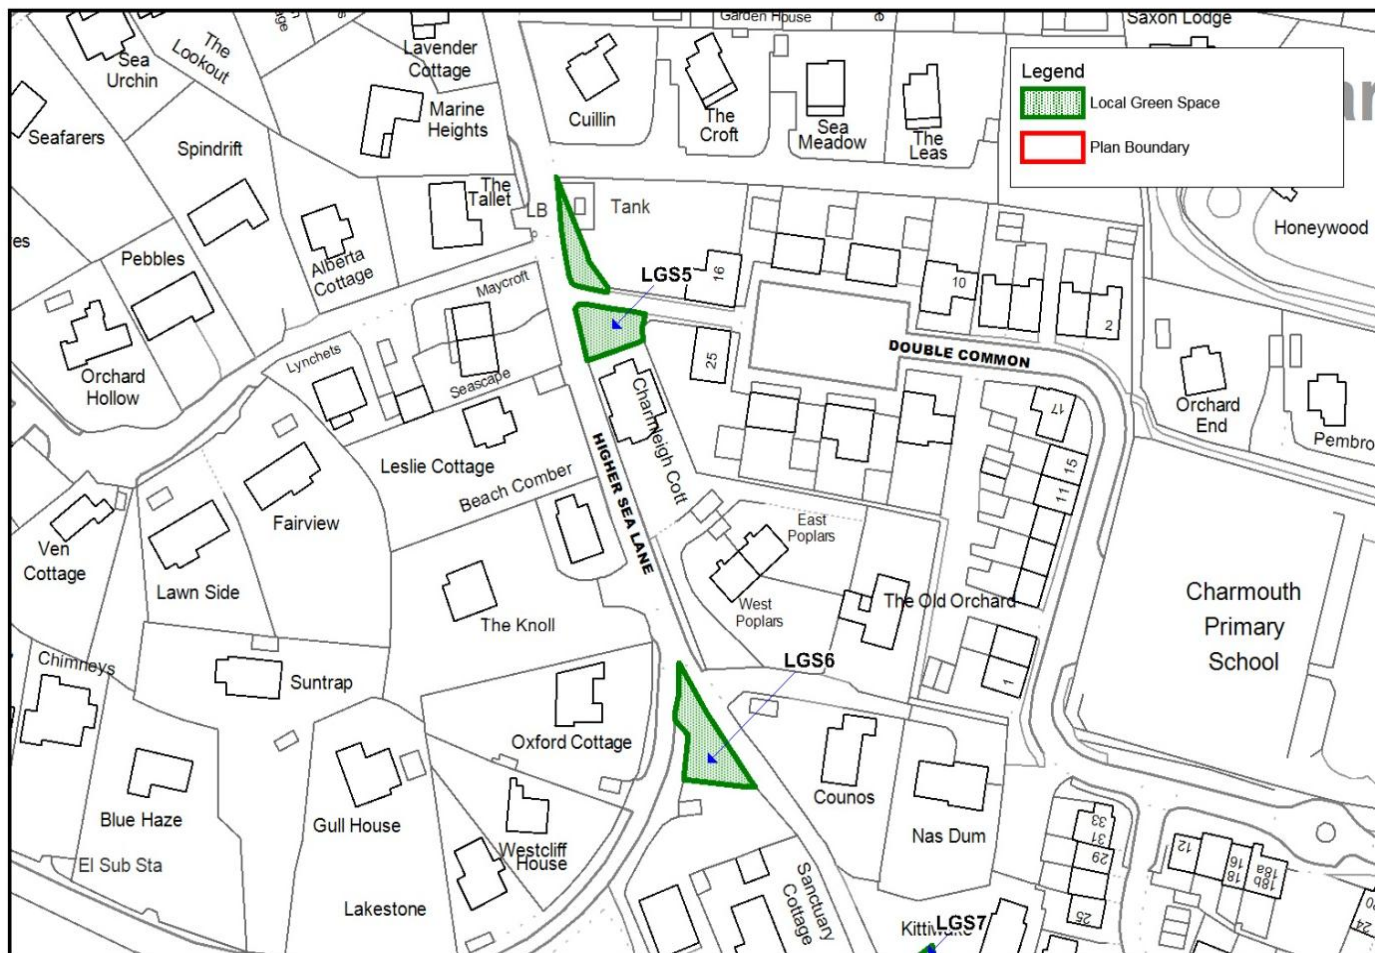 Garden House
Saxon Lodge
Sea
Urchin
The
Lookout
Lavender
Cottage
Legend
Local Green Space
Plan Boundary
Seafarers
Spindrift
Marine
Heights
Cuillin
The
Croft
Sea
Meadow
The
Leas
The
Tallet
LB
Tank
Honeywood
Pebbles
Alberta
Cottage
Maycroft
LGS5
16
10
2
DOUBLE COMMON
Orchard
Hollow
Lynchets
Seascape
25
Charmleigh Cott
17
Orchard
End
Leslie Cottage
HIGHER SEA LANE
15
11
Beach Comber
Fairview
Ven
Cottage
Lawn Side
East
Poplars
West
Poplars
The Old Orchard
The Knoll
Charmouth
Primary
School
Chimneys
Suntrap
LGS6
1
Oxford Cottage
Blue Haze
Gull House
Westcliff
House
Counos
Nas Dum
33
31
29
25
12
16
18
18a
18b
El Sub Sta
Lakestone
Sanctuary
Cottage
LGS7
24